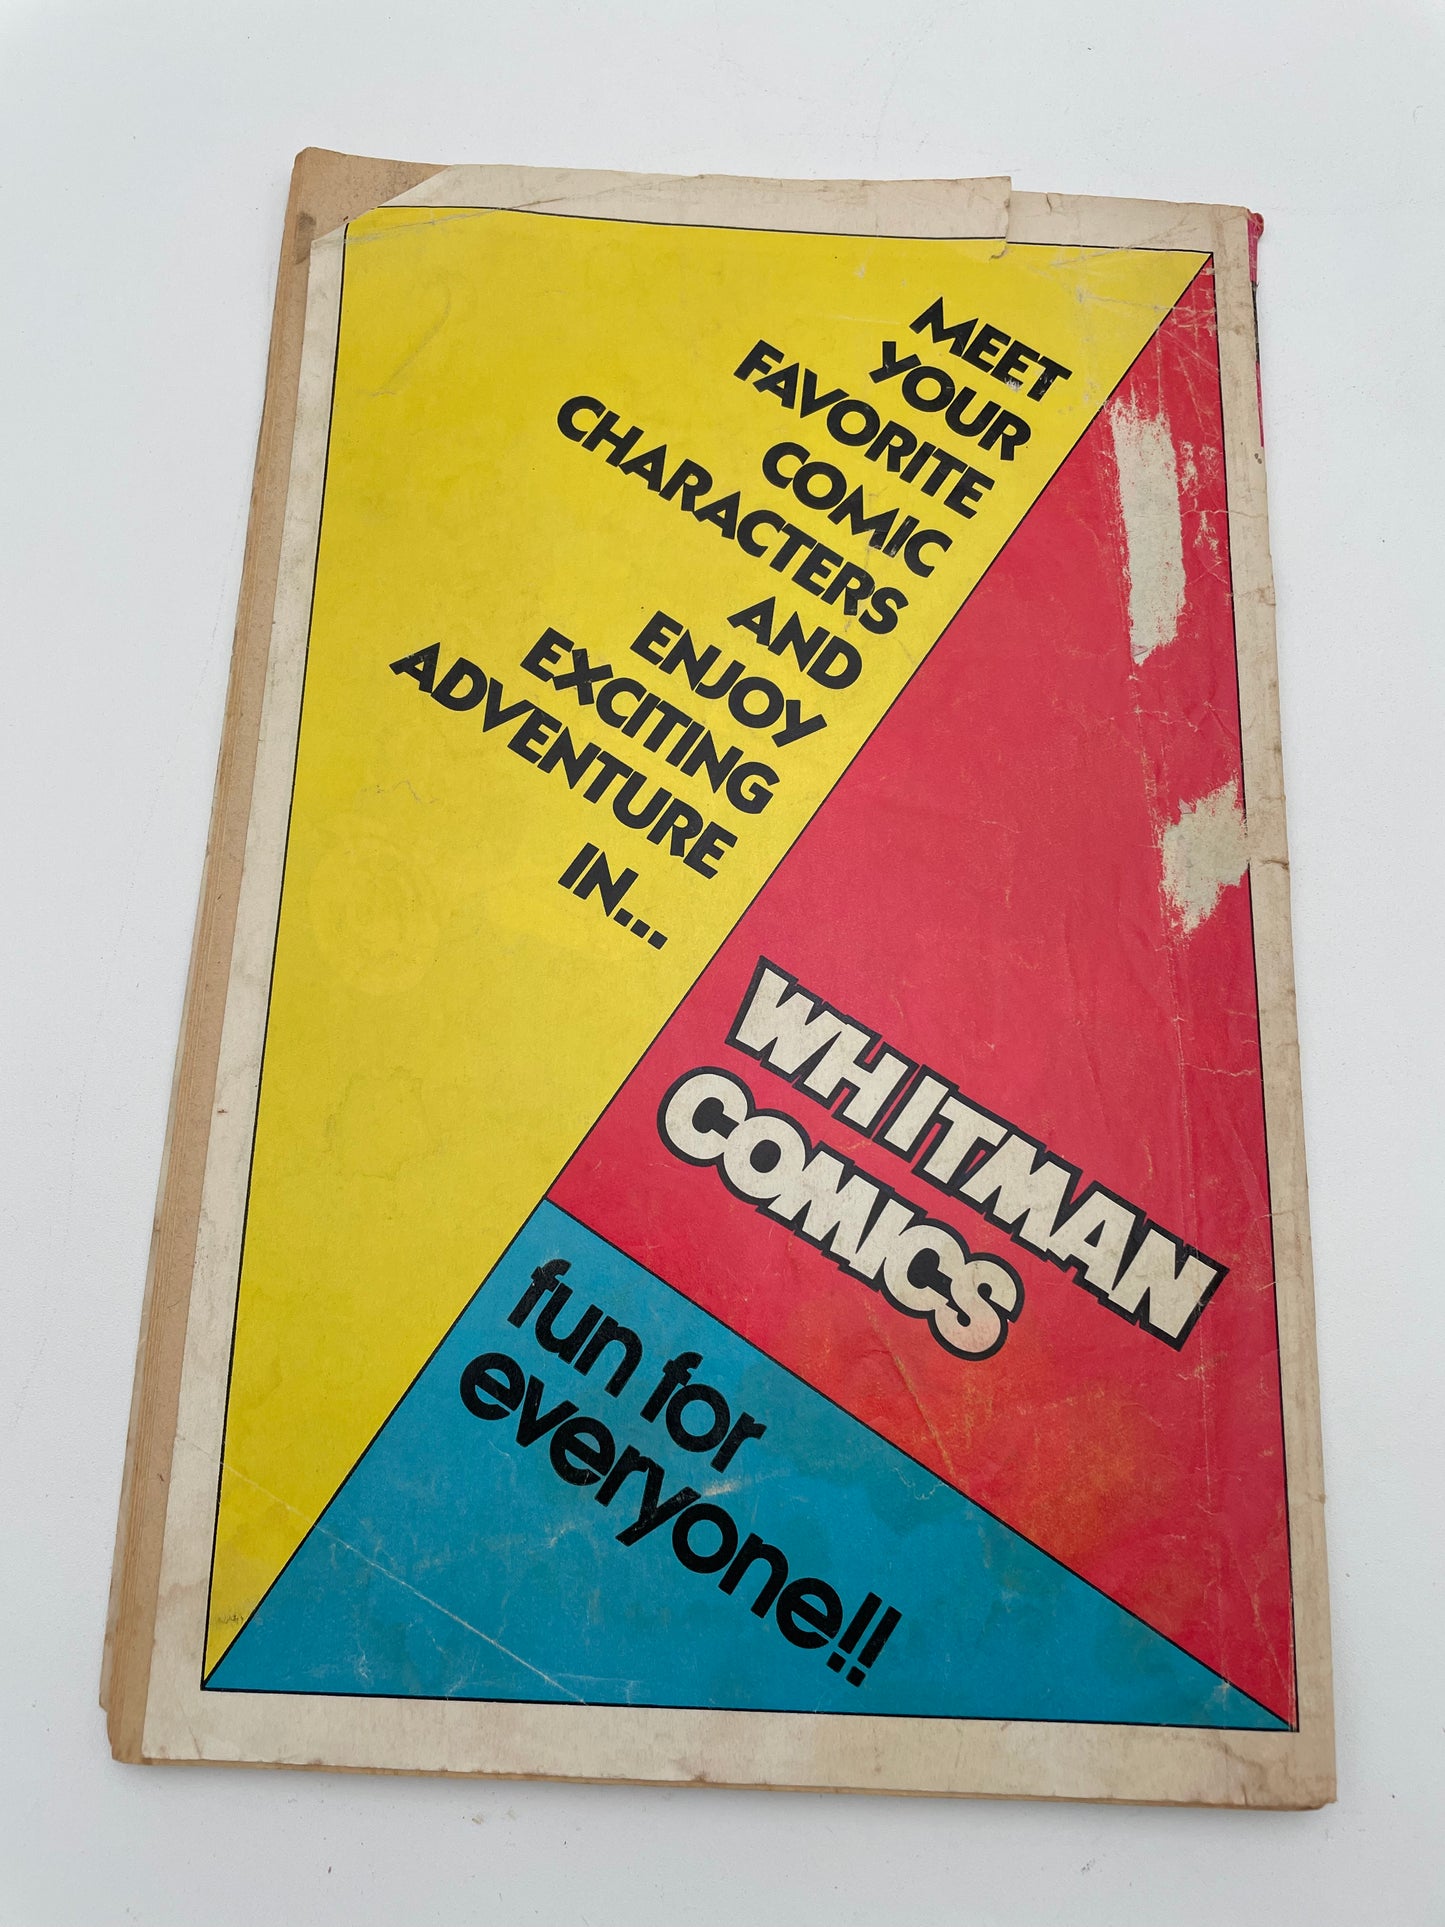 MEET
YOUR
FAVORITE
COMIC
CHARACTERS
AND
ENJOY
EXCITING
ADVENTURE
IN...
WHITMAN
COMICS
fun for
everyone!!